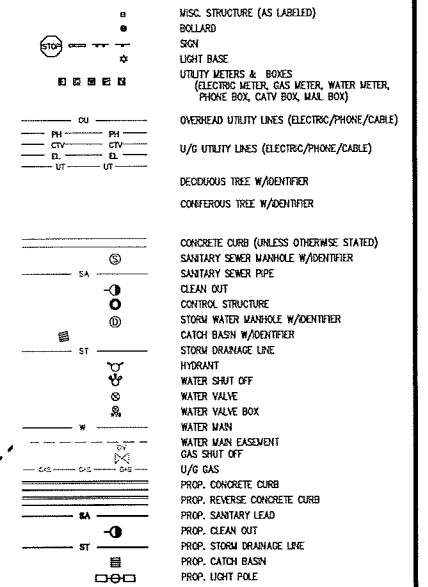 MISC. STRUCTURE (AS LABELED)
BOLLARD
STOP SIGN
LIGHT BASE
UTILITY METERS & BOXES
(ELECTRIC METER, GAS METER, WATER METER,
PHONE BOX, CATV BOX, MAIL BOX)
OU OVERHEAD UTILITY LINES (ELECTRIC/PHONE/CABLE)
PH PH
CTV CTV U/G UTILITY LINES (ELECTRIC/PHONE/CABLE)
EL EL
UT UT
DECIDUOUS TREE W/IDENTIFIER
CONIFEROUS TREE W/IDENTIFIER
CONCRETE CURB (UNLESS OTHERWISE STATED)
S SANITARY SEWER MANHOLE W/IDENTIFIER
SA SANITARY SEWER PIPE
CLEAN OUT
CONTROL STRUCTURE
D STORM WATER MANHOLE W/IDENTIFIER
CATCH BASIN W/IDENTIFIER
ST STORM DRAINAGE LINE
HYDRANT
WATER SHUT OFF
WATER VALVE
WATER VALVE BOX
W WATER MAIN
WATER MAIN EASEMENT
GV GAS SHUT OFF
GAS GAS GAS U/G GAS
PROP. CONCRETE CURB
PROP. REVERSE CONCRETE CURB
SA PROP. SANITARY LEAD
PROP. CLEAN OUT
ST PROP. STORM DRAINAGE LINE
PROP. CATCH BASIN
PROP. LIGHT POLE